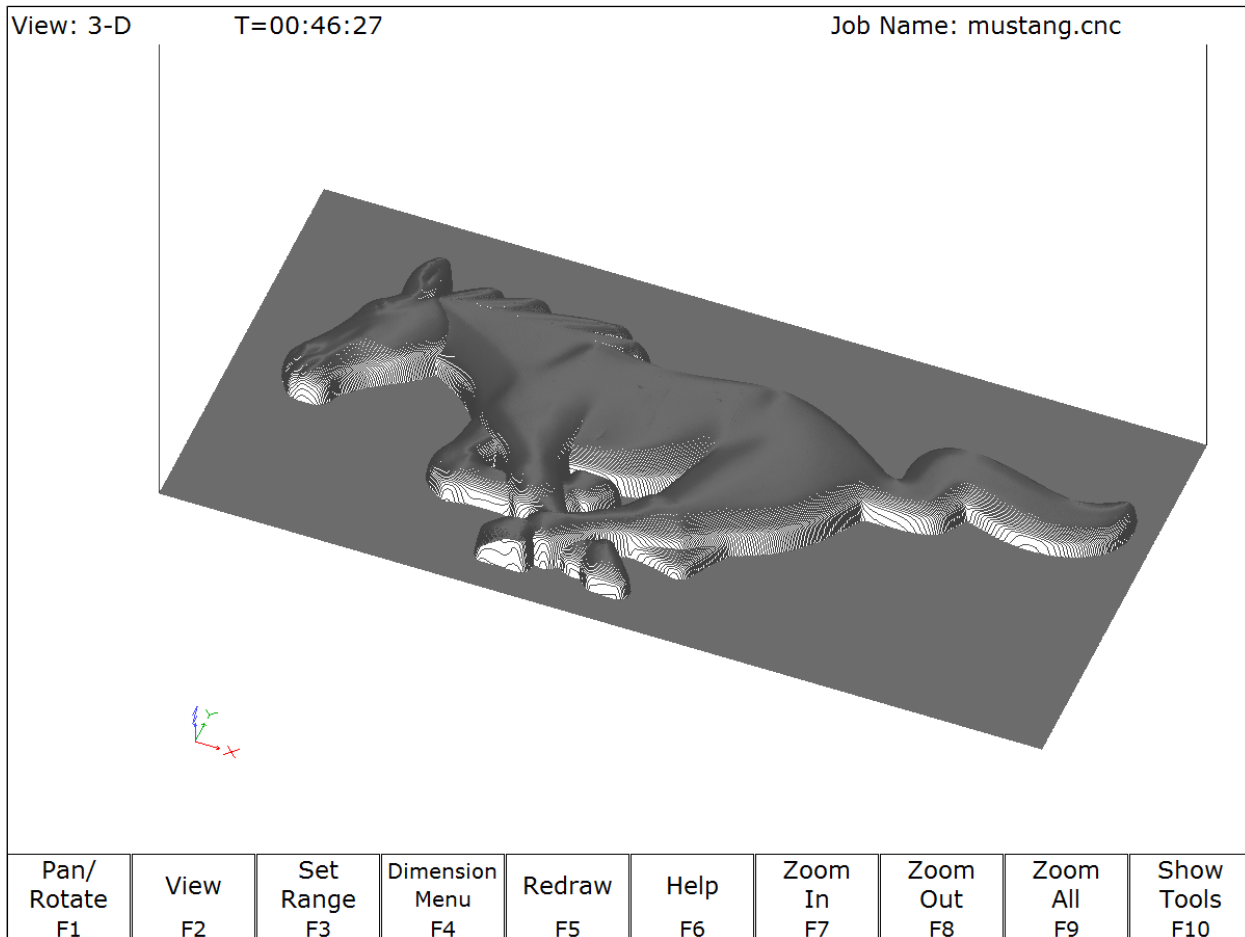 View: 3-D T=00:46:27 Job Name: mustang.cnc
Z
Y
X
Pan/
Rotate
F1
View
F2
Set
Range
F3
Dimension
Menu
F4
Redraw
F5
Help
F6
Zoom
In
F7
Zoom
Out
F8
Zoom
All
F9
Show
Tools
F10